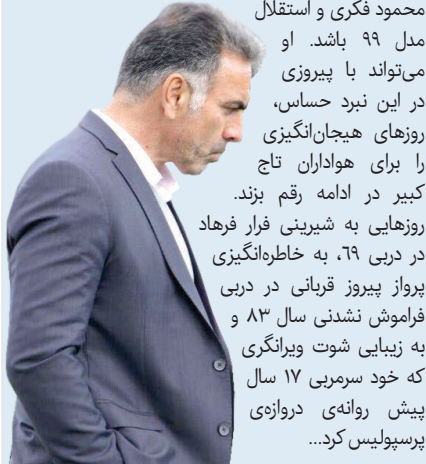 محمود فکری و استقلال
مدل ۹۹ باشد. او
می‌تواند با پیروزی
در این نبرد حساس،
روزهای هیجان‌انگیزی
را برای هواداران تاج
کبیر در ادامه رقم بزند.
روزهایی به شیرینی فرار فرهاد
در دربی ۶۹، به خاطره‌انگیزی
پرواز پیروز قربانی در دربی
فراموش نشدنی سال ۸۳ و
به زیبایی شوت ویرانگری
که خود سرمربی ۱۷ سال
پیش روانه‌ی دروازه‌ی
پرسپولیس کرد...